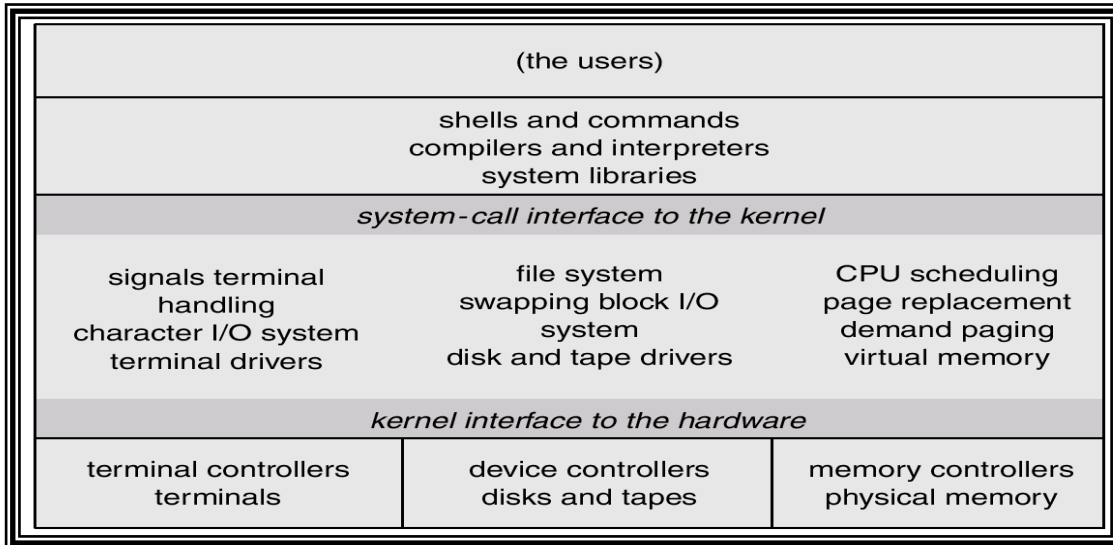 (the users)
shells and commands
compilers and interpreters
system libraries
system-call interface to the kernel
signals terminal
handling
character I/O system
terminal drivers
file system
swapping block I/O
system
disk and tape drivers
CPU scheduling
page replacement
demand paging
virtual memory
kernel interface to the hardware
terminal controllers
terminals
device controllers
disks and tapes
memory controllers
physical memory